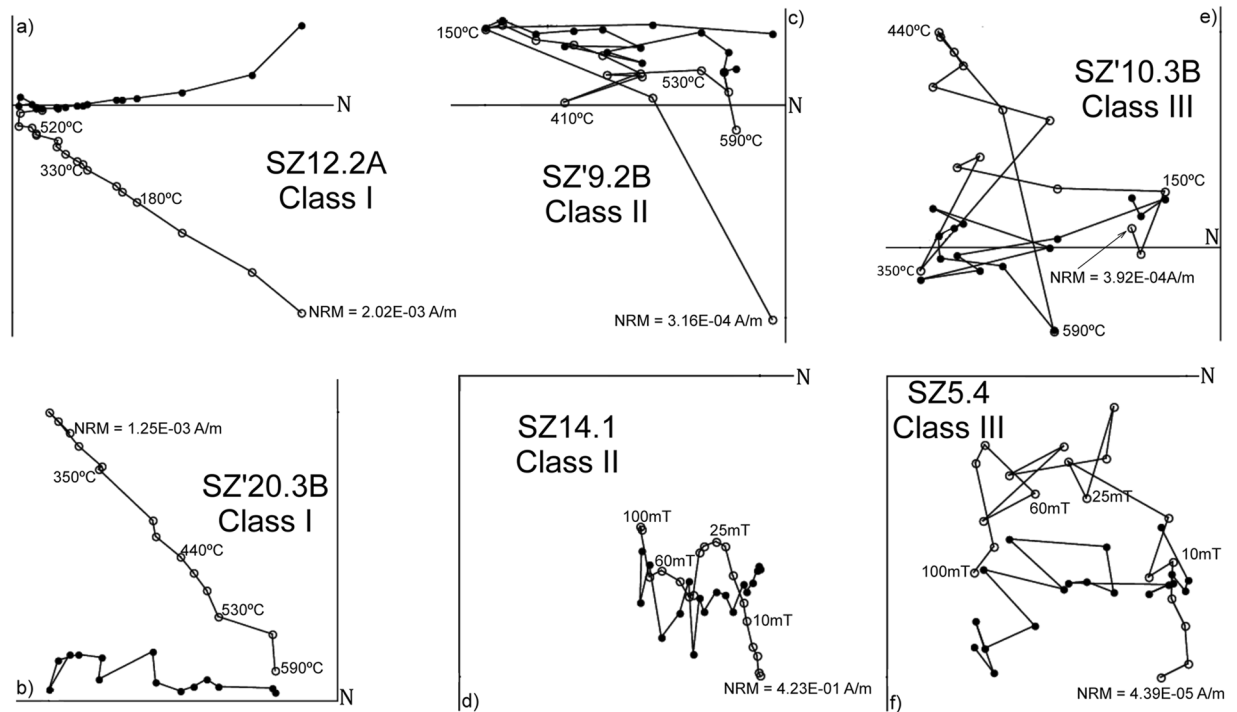 a)
N
520ºC
330ºC
180ºC
SZ12.2A
Class I
NRM = 2.02E-03 A/m
c)
150ºC
N
530ºC
410ºC
590ºC
SZ'9.2B
Class II
NRM = 3.16E-04 A/m
e)
440ºC
SZ'10.3B
Class III
150ºC
N
350ºC
NRM = 3.92E-04A/m
590ºC
NRM = 1.25E-03 A/m
350ºC
SZ'20.3B
Class I
440ºC
530ºC
590ºC
b)
N
N
SZ14.1
Class II
100mT
25mT
60mT
10mT
NRM = 4.23E-01 A/m
d)
N
SZ5.4
Class III
25mT
60mT
10mT
100mT
NRM = 4.39E-05 A/m
f)